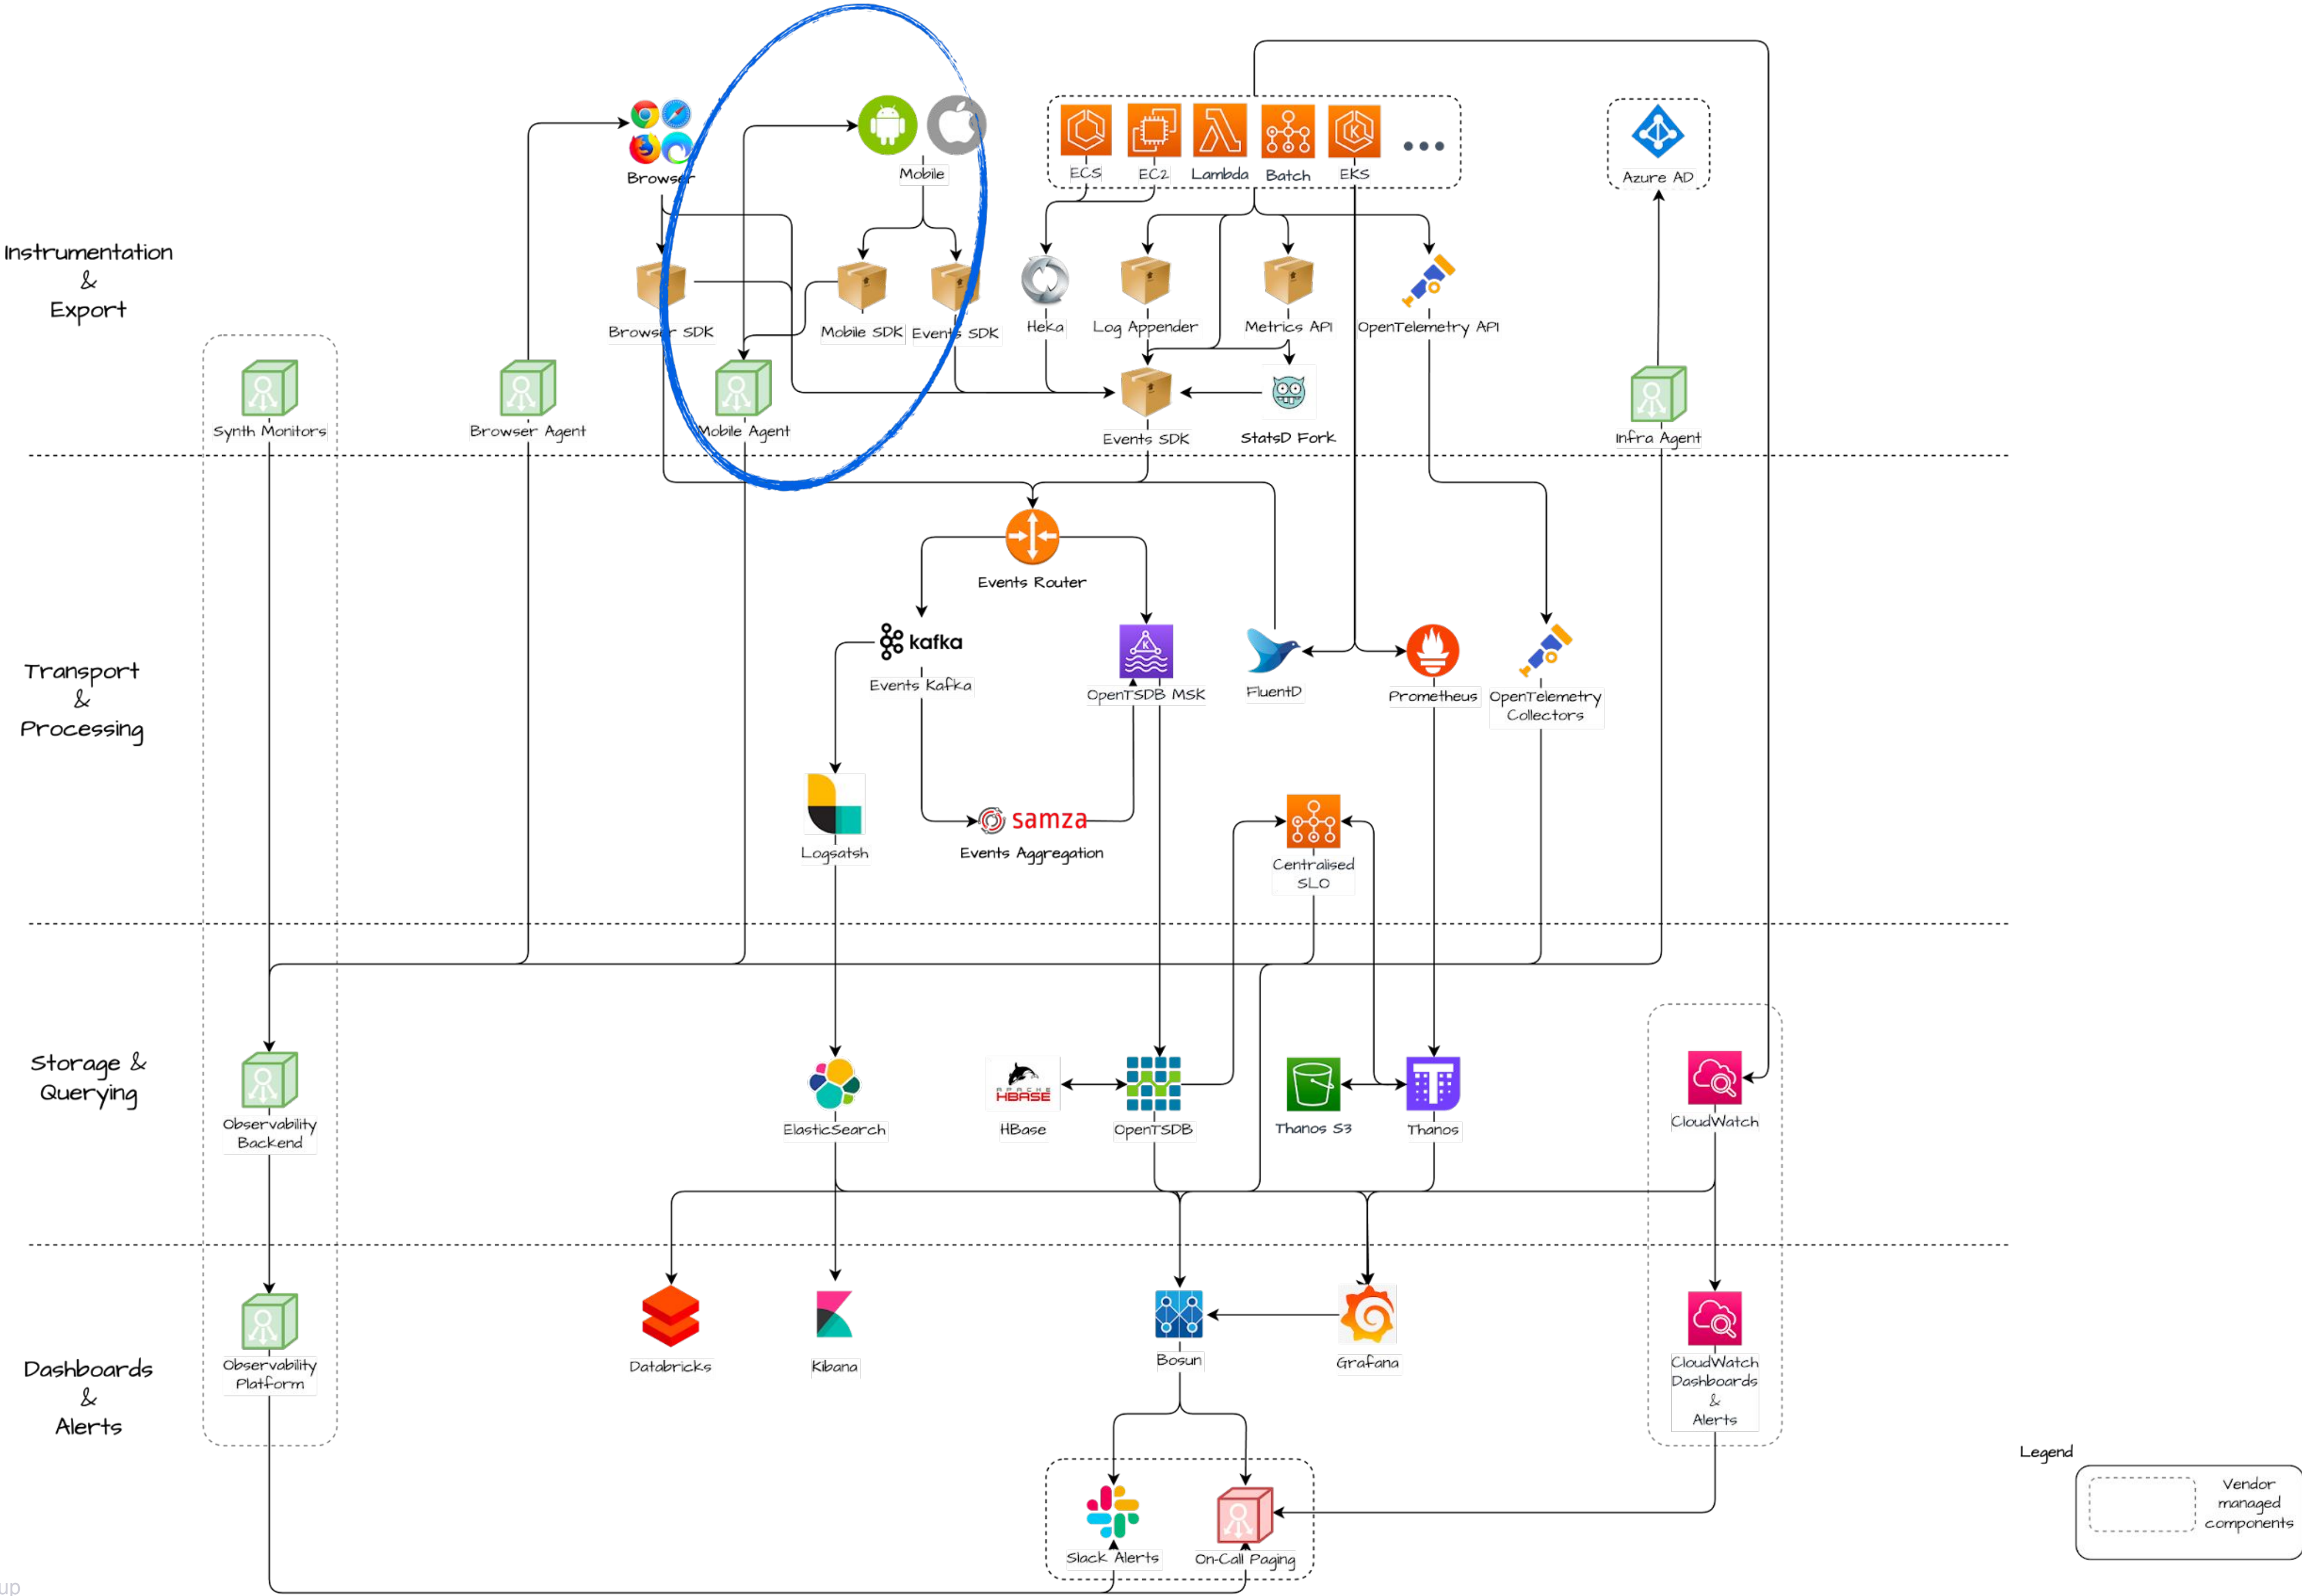 Browser
Mobile
ECS
EC2
Lambda
Batch
EKS
Azure AD
Instrumentation
&
Export
Browser SDK
Mobile SDK
Events SDK
Heka
Log Appender
Metrics API
OpenTelemetry API
Synth Monitors
Browser Agent
Mobile Agent
Events SDK
StatsD Fork
Infra Agent
Events Router
Transport
&
Processing
kafka
Events Kafka
OpenTSDB MSK
FluentD
Prometheus
OpenTelemetry
Collectors
Logsatsh
samza
Events Aggregation
Centralised
SLO
Storage &
Querying
Observability
Backend
ElasticSearch
APACHE
HBASE
HBase
OpenTSDB
Thanos S3
Thanos
CloudWatch
Dashboards
&
Alerts
Observability
Platform
Databricks
Kibana
Bosun
Grafana
CloudWatch
Dashboards
&
Alerts
Slack Alerts
On-Call Paging
Legend
Vendor
managed
components
up